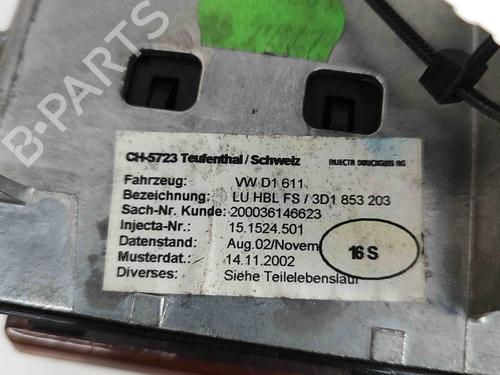 B-PARTS
CH-5723 Teufenthal / Schweiz INJECTA DRUCKGUSS AG
Fahrzeug: VW D1 611
Bezeichnung: LU HBL FS / 3D1 853 203
Sach-Nr. Kunde: 200036146623
Injecta-Nr.: 15.1524.501
Datenstand: Aug.02/Novem
16 S
Musterdat.: 14.11.2002
Diverses: Siehe Teilelebenslauf